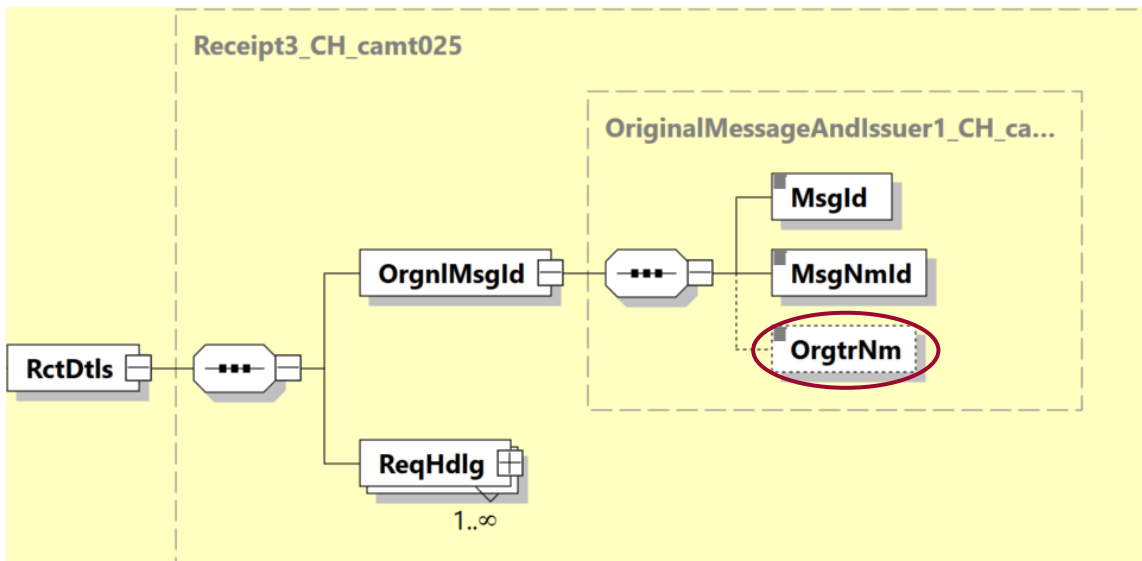 Receipt3_CH_camt025
OriginalMessageAndIssuer1_CH_ca...
MsgId
OrgnlMsgId
MsgNmId
OrgtrNm
RctDtls
ReqHdlg
1..∞